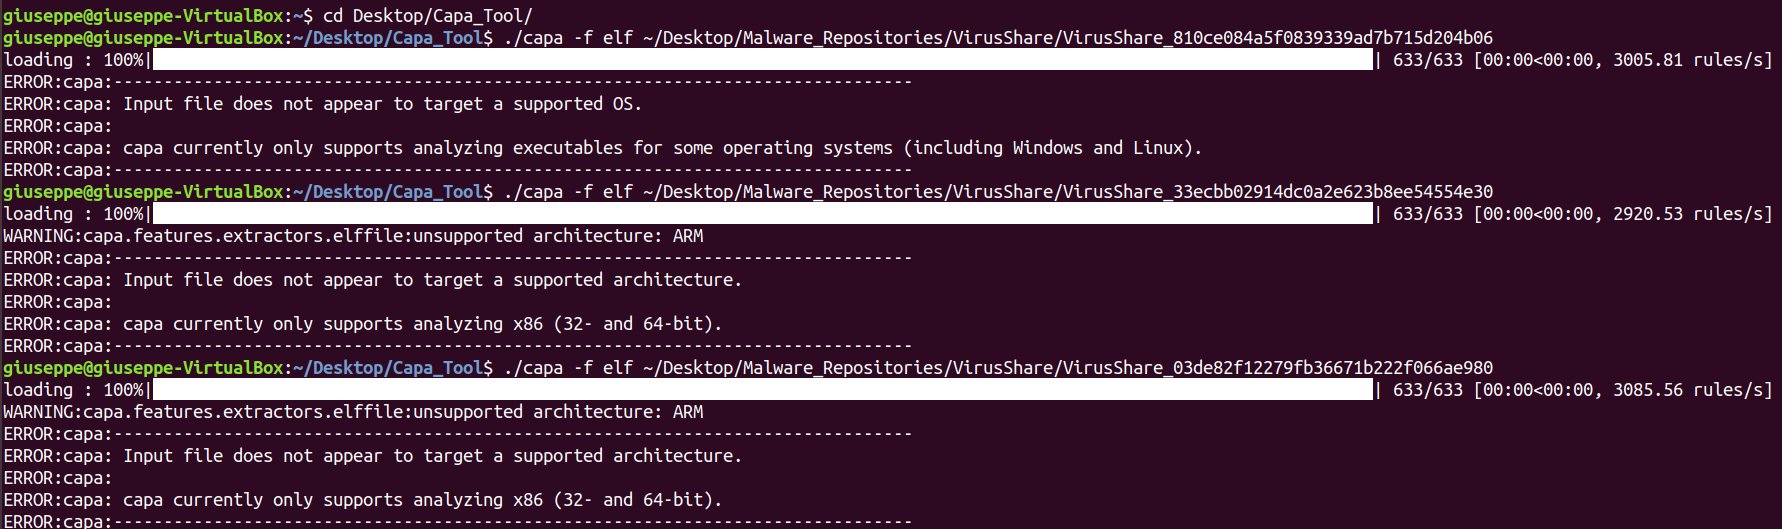 giuseppe@giuseppe-VirtualBox:~$ cd Desktop/Capa_Tool/
giuseppe@giuseppe-VirtualBox:~/Desktop/Capa_Tool$ ./capa -f elf ~/Desktop/Malware_Repositories/VirusShare/VirusShare_810ce084a5f0839339ad7b715d204b06
loading : 100%| | 633/633 [00:00<00:00, 3005.81 rules/s]
ERROR:capa:--------------------------------------------------------------------------------
ERROR:capa: Input file does not appear to target a supported OS.
ERROR:capa:
ERROR:capa: capa currently only supports analyzing executables for some operating systems (including Windows and Linux).
ERROR:capa:--------------------------------------------------------------------------------
giuseppe@giuseppe-VirtualBox:~/Desktop/Capa_Tool$ ./capa -f elf ~/Desktop/Malware_Repositories/VirusShare/VirusShare_33ecbb02914dc0a2e623b8ee54554e30
loading : 100%| | 633/633 [00:00<00:00, 2920.53 rules/s]
WARNING:capa.features.extractors.elffile:unsupported architecture: ARM
ERROR:capa:--------------------------------------------------------------------------------
ERROR:capa: Input file does not appear to target a supported architecture.
ERROR:capa:
ERROR:capa: capa currently only supports analyzing x86 (32- and 64-bit).
ERROR:capa:--------------------------------------------------------------------------------
giuseppe@giuseppe-VirtualBox:~/Desktop/Capa_Tool$ ./capa -f elf ~/Desktop/Malware_Repositories/VirusShare/VirusShare_03de82f12279fb36671b222f066ae980
loading : 100%| | 633/633 [00:00<00:00, 3085.56 rules/s]
WARNING:capa.features.extractors.elffile:unsupported architecture: ARM
ERROR:capa:--------------------------------------------------------------------------------
ERROR:capa: Input file does not appear to target a supported architecture.
ERROR:capa:
ERROR:capa: capa currently only supports analyzing x86 (32- and 64-bit).
ERROR:capa:--------------------------------------------------------------------------------